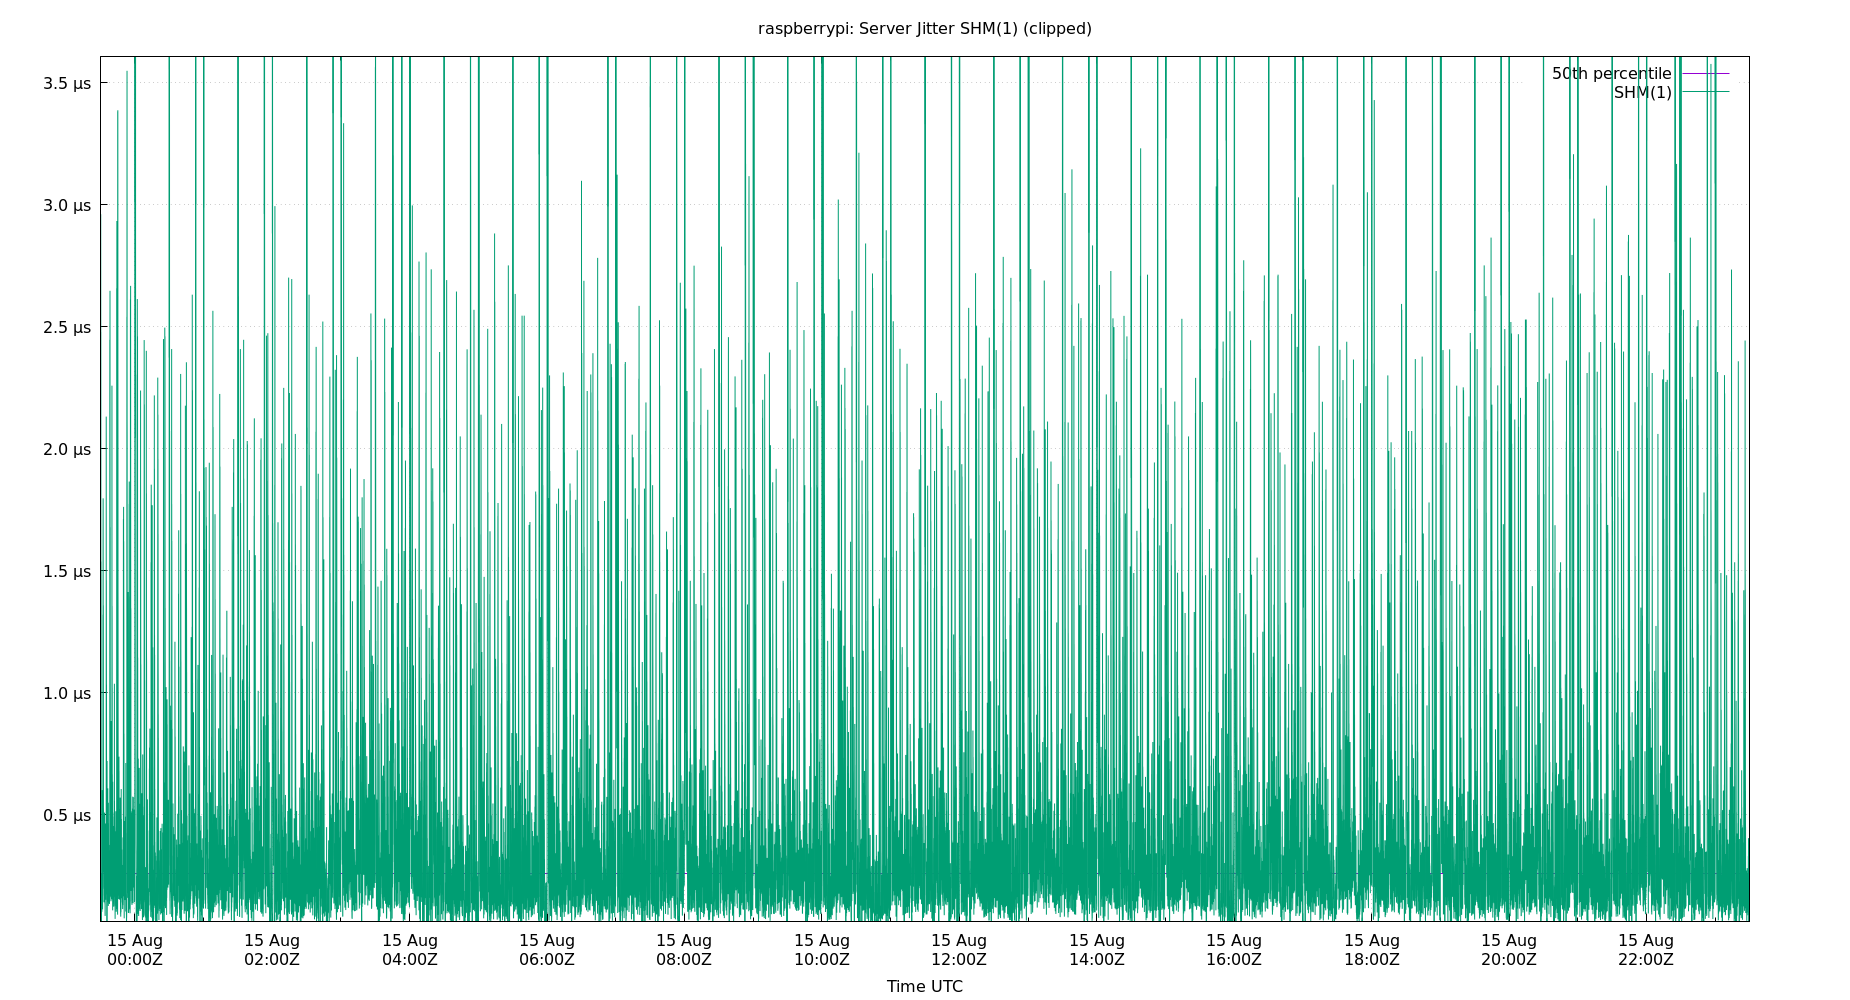 raspberrypi: Server Jitter SHM(1) (clipped)
50th percentile
SHM(1)
3.5 µs
3.0 µs
2.5 µs
2.0 µs
1.5 µs
1.0 µs
0.5 µs
15 Aug 15 Aug 15 Aug 15 Aug 15 Aug 15 Aug 15 Aug 15 Aug 15 Aug 15 Aug 15 Aug 15 Aug
00:00Z 02:00Z 04:00Z 06:00Z 08:00Z 10:00Z 12:00Z 14:00Z 16:00Z 18:00Z 20:00Z 22:00Z
Time UTC